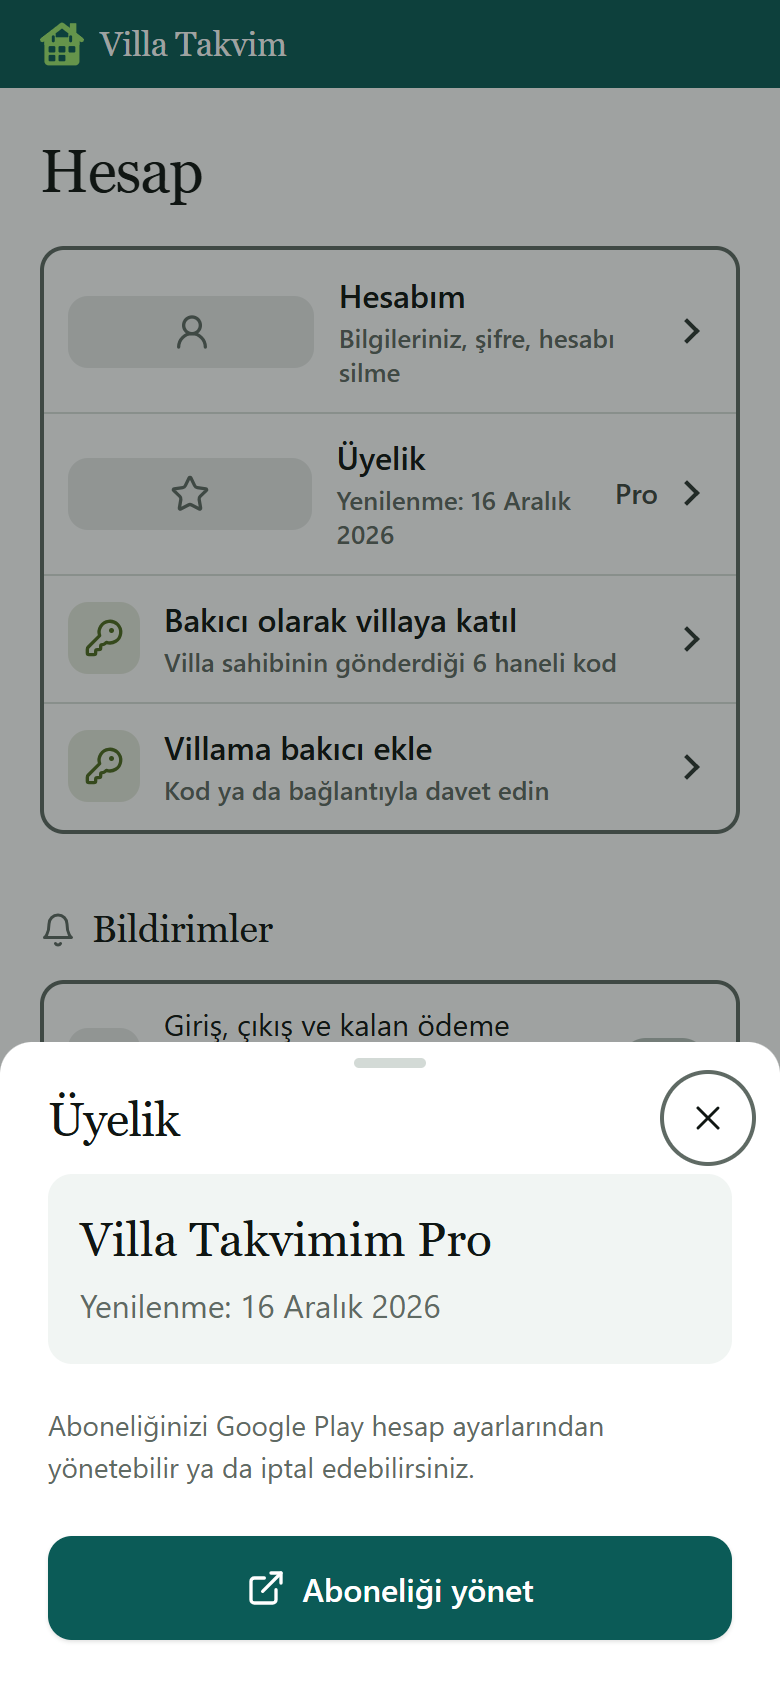 Villa Takvim
Hesap
Hesabım
Bilgileriniz, şifre, hesabı
silme
Üyelik
Yenilenme: 16 Aralık
2026
Pro
Bakıcı olarak villaya katıl
Villa sahibinin gönderdiği 6 haneli kod
Villama bakıcı ekle
Kod ya da bağlantıyla davet edin
Bildirimler
Giriş, çıkış ve kalan ödeme
Üyelik
Villa Takvimim Pro
Yenilenme: 16 Aralık 2026
Aboneliğinizi Google Play hesap ayarlarından
yönetebilir ya da iptal edebilirsiniz.
Aboneliği yönet